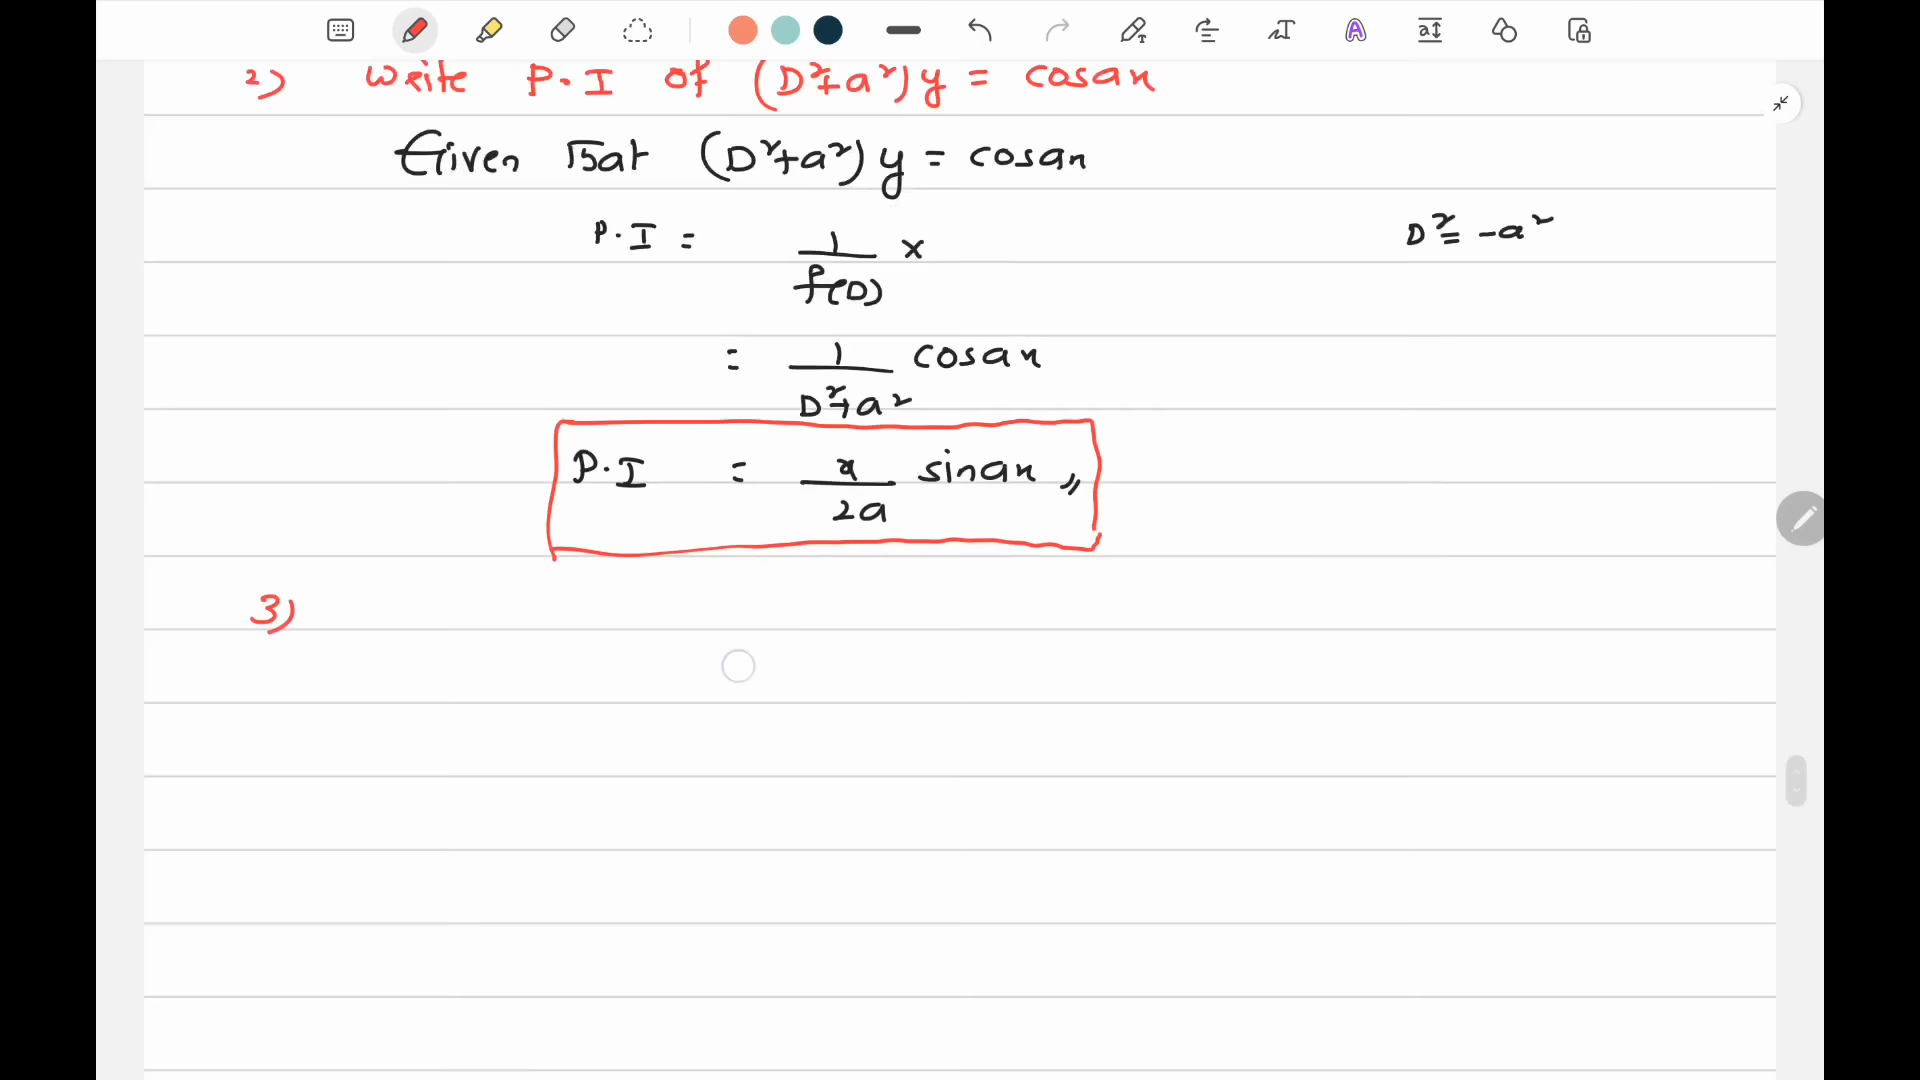 2) Write P.I of (D²+a²)y = cosax
Given That (D²+a²)y = cosax
P.I = 1/f(D) X
D² = -a²
= 1/(D²+a²) cosax
P.I = x/2a sinax //
3)